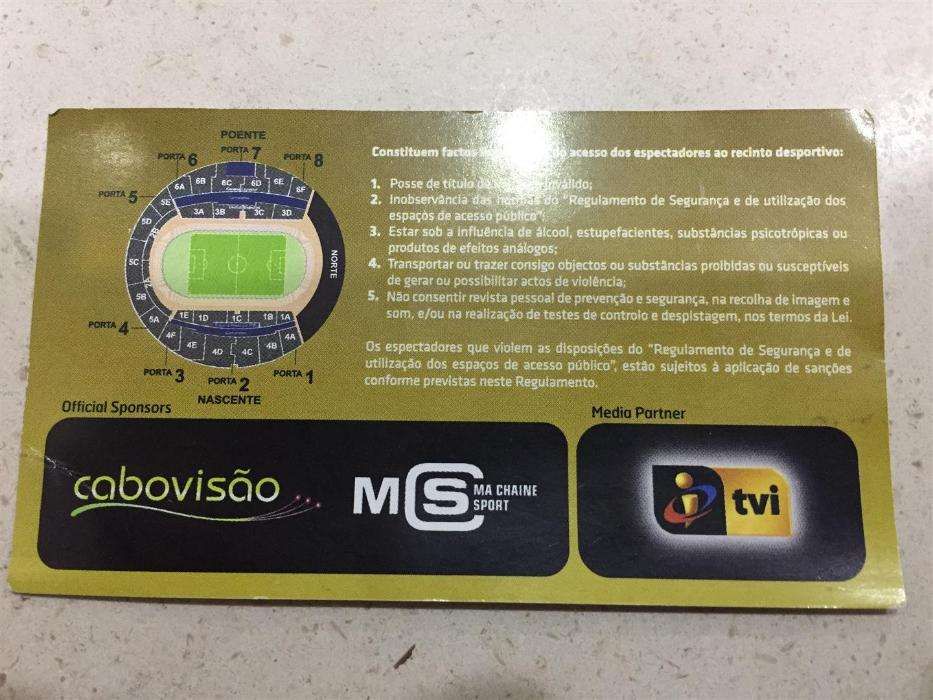 POENTE
PORTA 6
PORTA 7
PORTA 8
6A 6B 6C 6D 6E 6F
PORTA 5
5E
3A 3B 3C 3D
5D
5C
NORTE
5B
5A
1E 1D 1C 1B 1A
PORTA 4
4F 4E 4D 4C 4B 4A
PORTA 3
PORTA 2
PORTA 1
NASCENTE
Constituem factos do acesso dos espectadores ao recinto desportivo:
1. Posse de título de inválido;
2. Inobservância das normas do "Regulamento de Segurança e de utilização dos
espaços de acesso público";
3. Estar sob a influência de álcool, estupefacientes, substâncias psicotrópicas ou
produtos de efeitos análogos;
4. Transportar ou trazer consigo objectos ou substâncias proibidas ou susceptíveis
de gerar ou possibilitar actos de violência;
5. Não consentir revista pessoal de prevenção e segurança, na recolha de imagem e
som, e/ou na realização de testes de controlo e despistagem, nos termos da Lei.
Os espectadores que violem as disposições do "Regulamento de Segurança e de
utilização dos espaços de acesso público", estão sujeitos à aplicação de sanções
conforme previstas neste Regulamento.
Official Sponsors
cabovisão
MCS MA CHAINE
SPORT
Media Partner
tvi